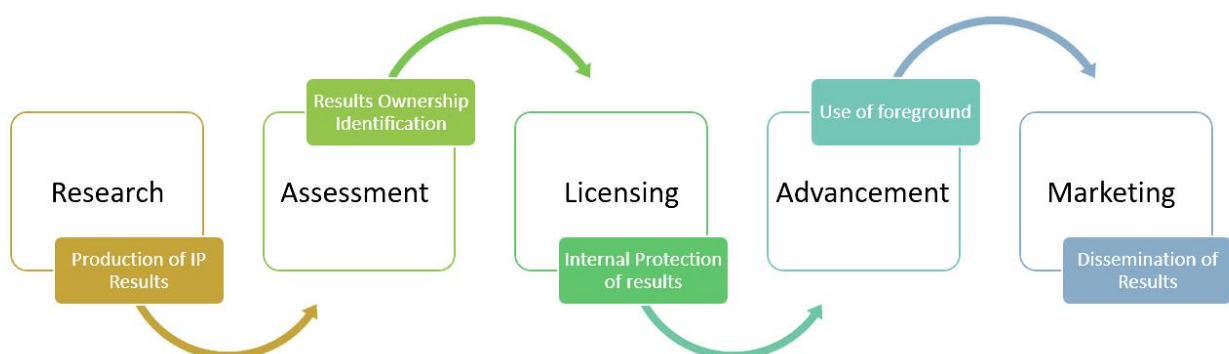 Research
Production of IP
Results
Results Ownership
Identification
Assessment
Licensing
Internal Protection
of results
Use of foreground
Advancement
Marketing
Dissemination of
Results